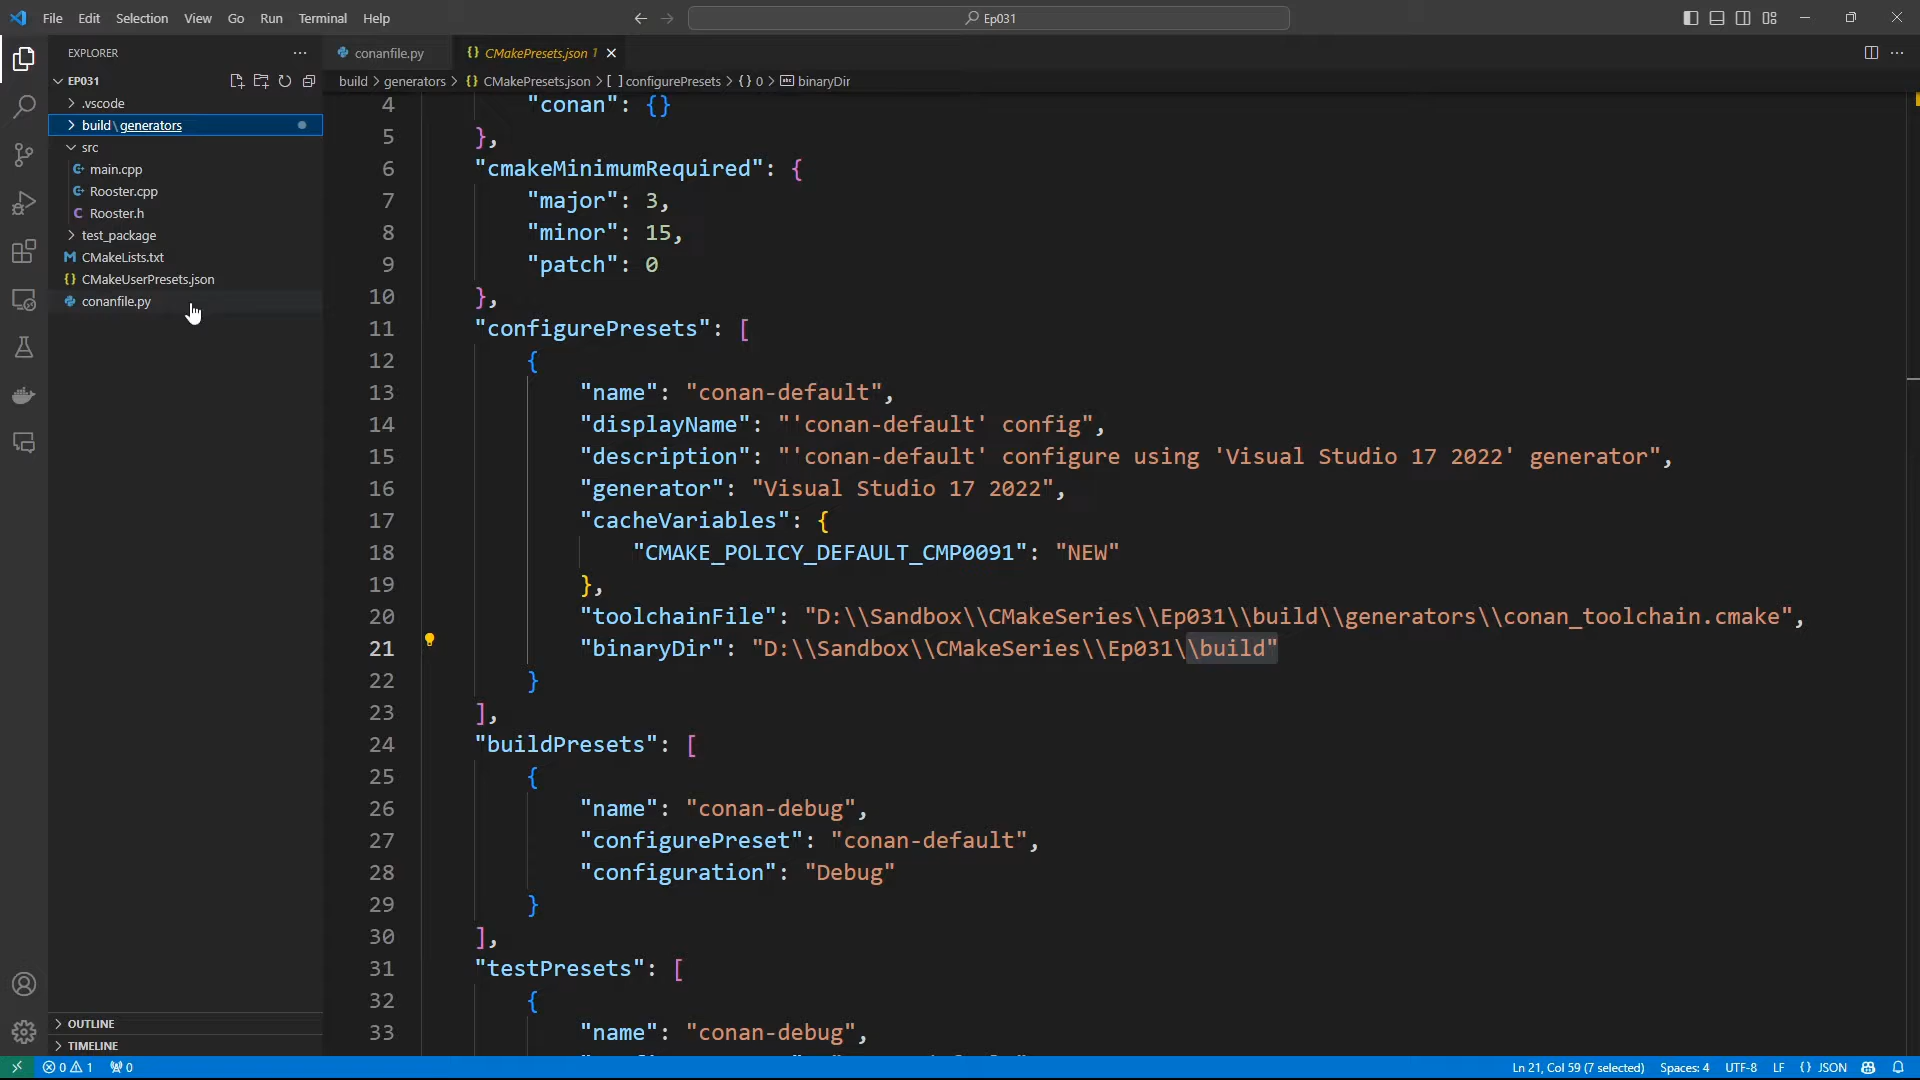 File Edit Selection View Go Run Terminal Help
Ep031
EXPLORER
conanfile.py
{} CMakePresets.json 1
EP031
build > generators > {} CMakePresets.json > [ ] configurePresets > {} 0 > binaryDir
.vscode
build\generators
src
main.cpp
Rooster.cpp
C Rooster.h
test_package
CMakeLists.txt
{} CMakeUserPresets.json
conanfile.py
OUTLINE
TIMELINE
4 "conan": {}
5 },
6 "cmakeMinimumRequired": {
7 "major": 3,
8 "minor": 15,
9 "patch": 0
10 },
11 "configurePresets": [
12 {
13 "name": "conan-default",
14 "displayName": "'conan-default' config",
15 "description": "'conan-default' configure using 'Visual Studio 17 2022' generator",
16 "generator": "Visual Studio 17 2022",
17 "cacheVariables": {
18 "CMAKE_POLICY_DEFAULT_CMP0091": "NEW"
19 },
20 "toolchainFile": "D:\\Sandbox\\CMakeSeries\\Ep031\\build\\generators\\conan_toolchain.cmake",
21 "binaryDir": "D:\\Sandbox\\CMakeSeries\\Ep031\\build"
22 }
23 ],
24 "buildPresets": [
25 {
26 "name": "conan-debug",
27 "configurePreset": "conan-default",
28 "configuration": "Debug"
29 }
30 ],
31 "testPresets": [
32 {
33 "name": "conan-debug",
0 1 0
Ln 21, Col 59 (7 selected) Spaces: 4 UTF-8 LF {} JSON